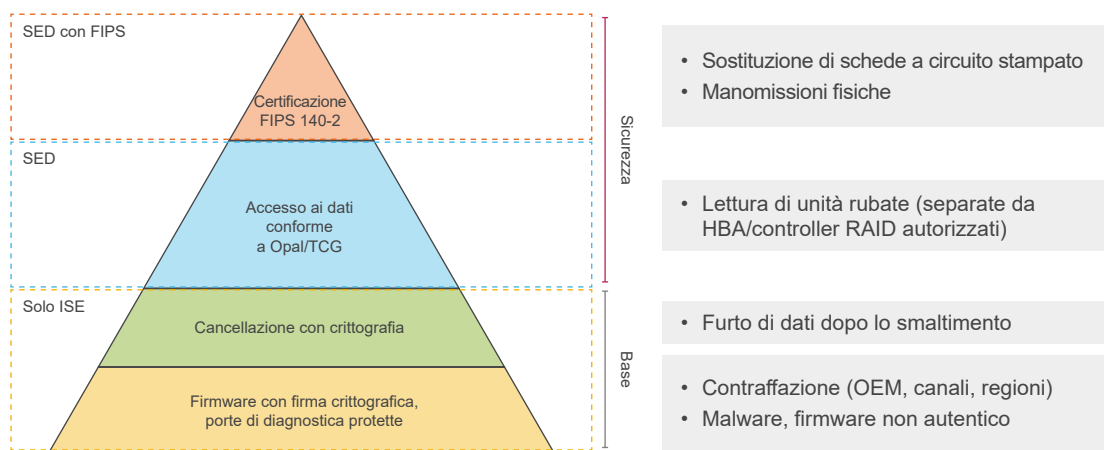 SED con FIPS
Certificazione
FIPS 140-2
• Sostituzione di schede a circuito stampato
• Manomissioni fisiche
Sicurezza
SED
Accesso ai dati
conforme
a Opal/TCG
• Lettura di unità rubate (separate da
HBA/controller RAID autorizzati)
Solo ISE
Cancellazione con crittografia
• Furto di dati dopo lo smaltimento
Base
Firmware con firma crittografica,
porte di diagnostica protette
• Contraffazione (OEM, canali, regioni)
• Malware, firmware non autentico